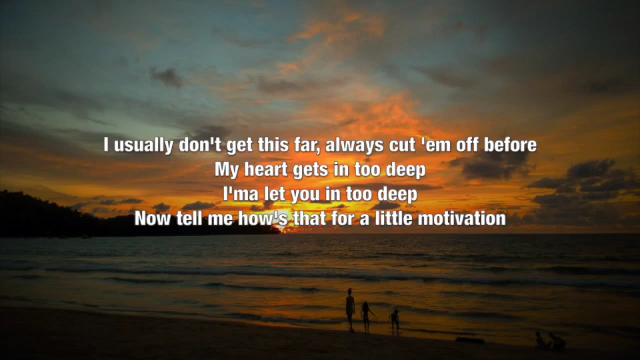 I usually don't get this far, always cut 'em off before
My heart gets in too deep
I'ma let you in too deep
Now tell me how's that for a little motivation